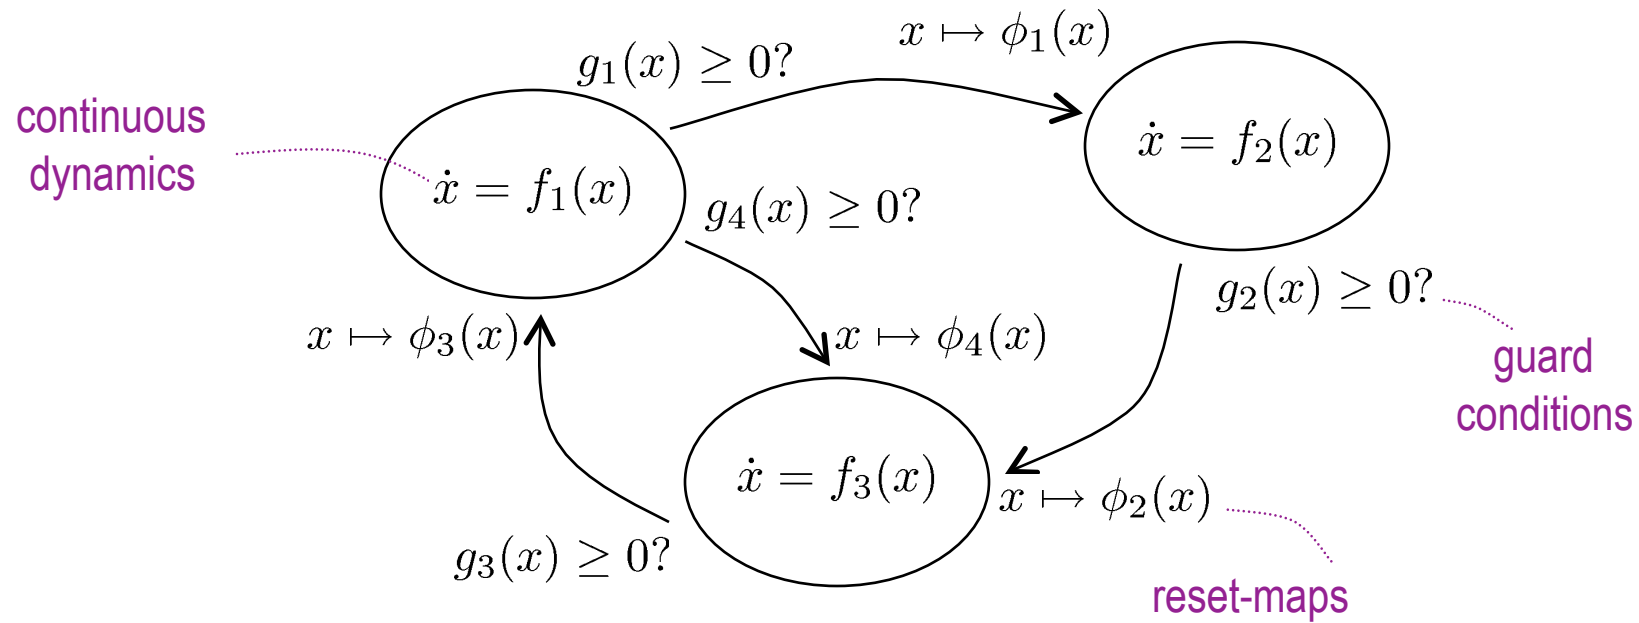 x ↦ ϕ₁(x)
g₁(x) ≥ 0?
continuous
dynamics
ẋ = f₂(x)
ẋ = f₁(x)
g₄(x) ≥ 0?
g₂(x) ≥ 0?
x ↦ ϕ₃(x)
x ↦ ϕ₄(x)
guard
conditions
ẋ = f₃(x)
x ↦ ϕ₂(x)
g₃(x) ≥ 0?
reset-maps